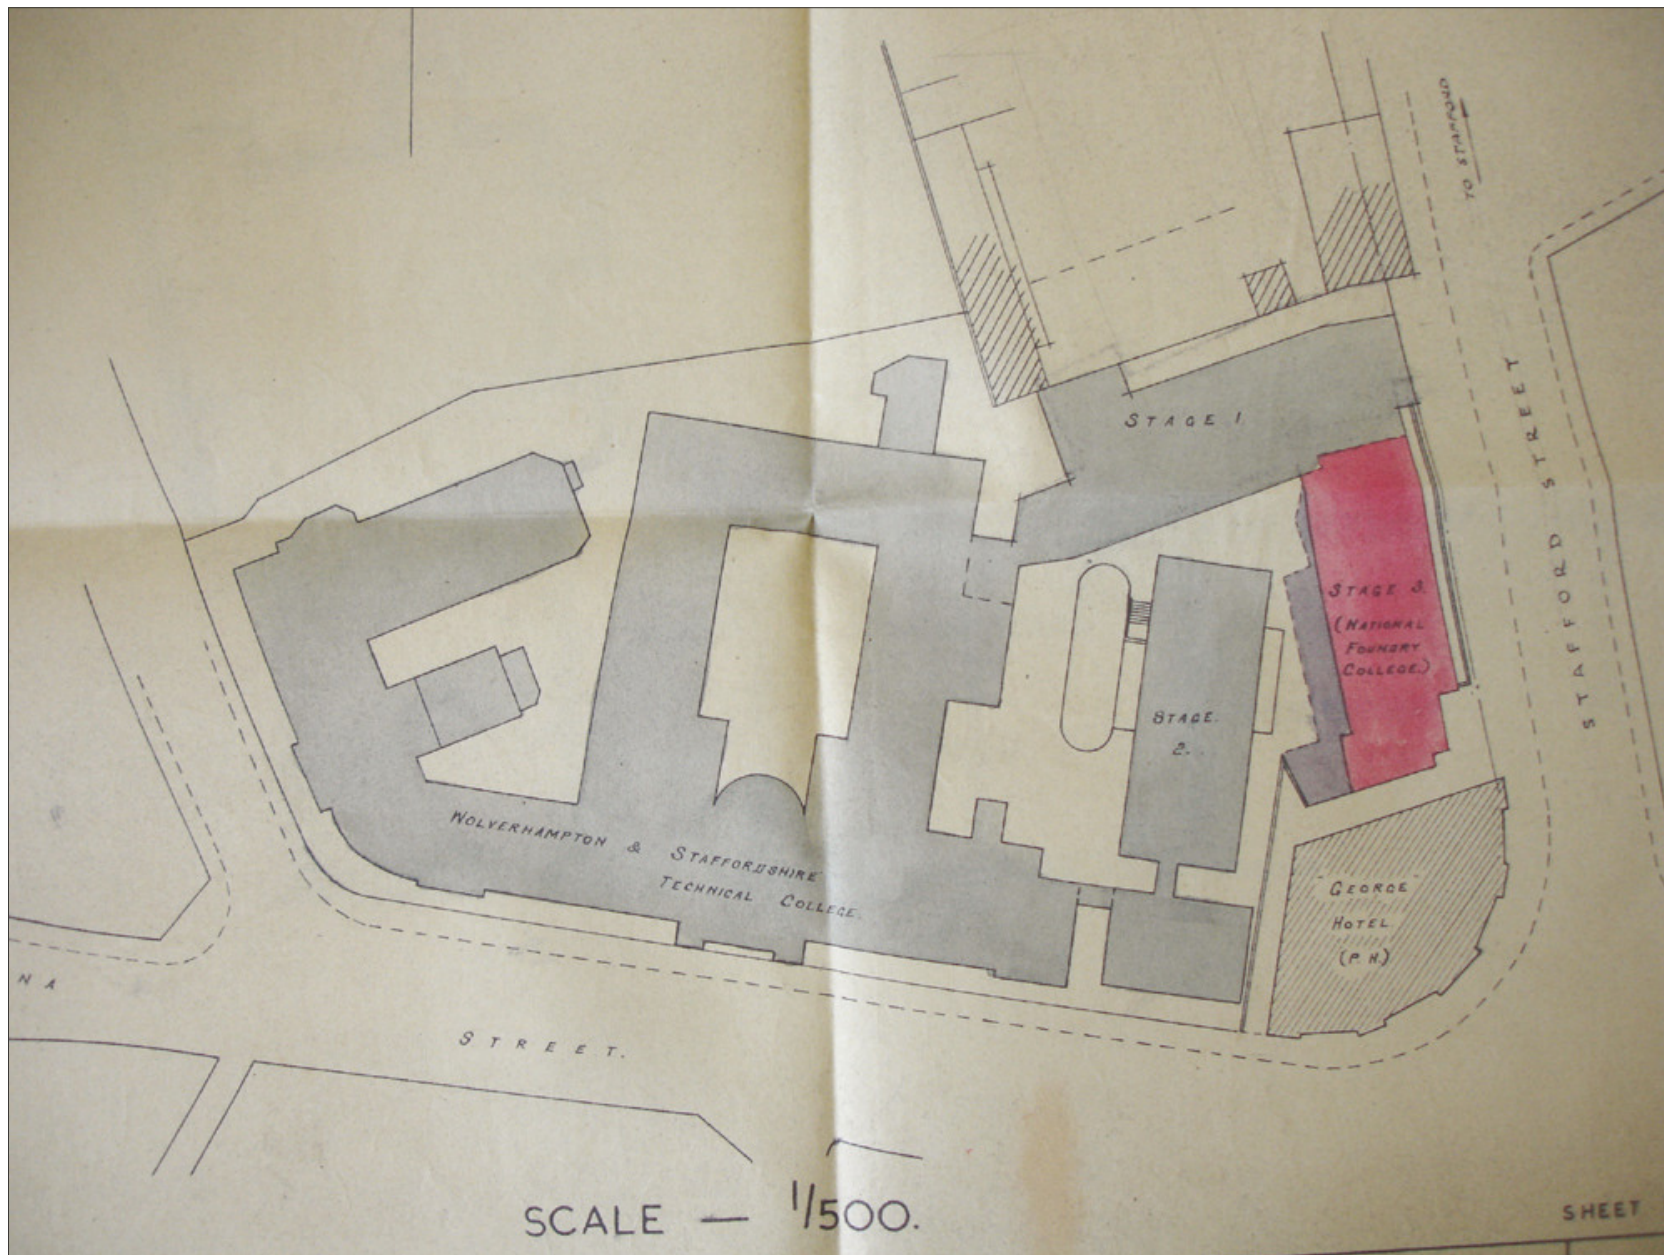 TO STAFFORD
STAGE 1.
STAFFORD STREET
STAGE 3.
(NATIONAL
FOUNDRY
COLLEGE.)
STAGE.
2.
WOLVERHAMPTON & STAFFORDSHIRE
TECHNICAL COLLEGE.
"GEORGE"
HOTEL
(P.H.)
NA
STREET.
SCALE — 1/500.
SHEET